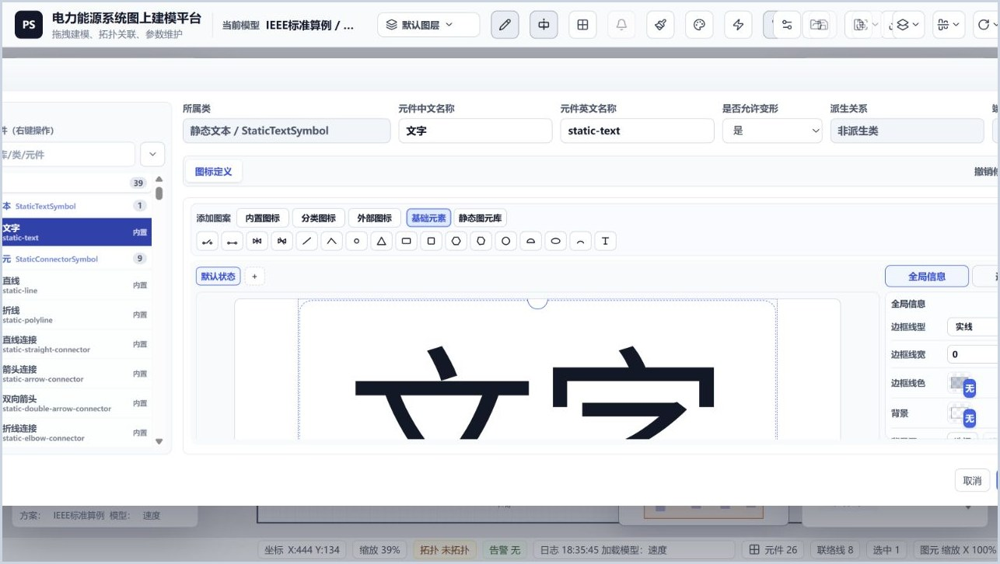 PS
电力能源系统图上建模平台
拖拽建模、拓扑关联、参数维护
当前模型 IEEE标准算例 / ...
默认图层
件（右键操作）
库/类/元件
39
本 StaticTextSymbol 1
文字
static-text
内置
元 StaticConnectorSymbol 9
直线
static-line
内置
折线
static-polyline
内置
直线连接
static-straight-connector
内置
箭头连接
static-arrow-connector
内置
双向箭头
static-double-arrow-connector
内置
折线连接
static-elbow-connector
内置
所属类
静态文本 / StaticTextSymbol
元件中文名称
文字
元件英文名称
static-text
是否允许变形
是
派生关系
非派生类
图标定义
撤销
添加图案 内置图标 分类图标 外部图标 基础元素 静态图元库
T
默认状态 +
文字
全局信息
全局信息
边框线型 实线
边框线宽 0
边框线色 无
背景 无
取消
方案： IEEE标准算例 模型： 速度
坐标 X:444 Y:134
缩放 39%
拓扑 未拓扑
告警 无
日志 18:35:45 加载模型：速度
元件 26
联络线 8
选中 1
图元 缩放 X 100%